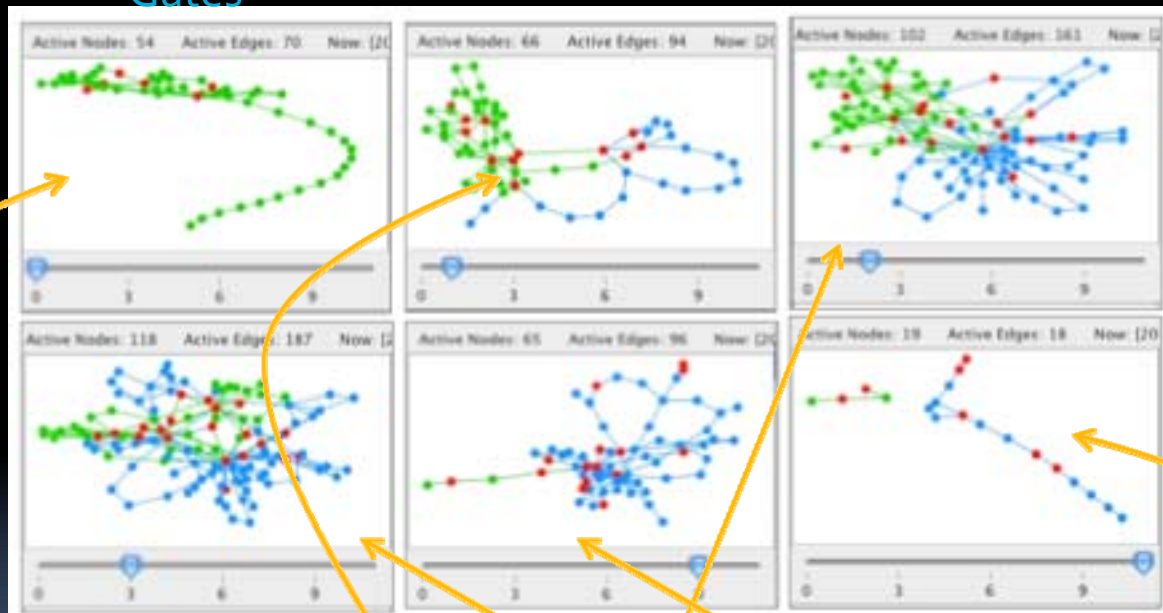 Gates
Active Nodes: 54 Active Edges: 70 Now: [20
0 3 6 9
Active Nodes: 66 Active Edges: 94 Now: [20
0 3 6 9
Active Nodes: 102 Active Edges: 161 Now: [2
0 3 6 9
Active Nodes: 118 Active Edges: 187 Now: [2
0 3 6 9
Active Nodes: 65 Active Edges: 96 Now: [20
0 3 6 9
Active Nodes: 19 Active Edges: 18 Now: [20
0 3 6 9